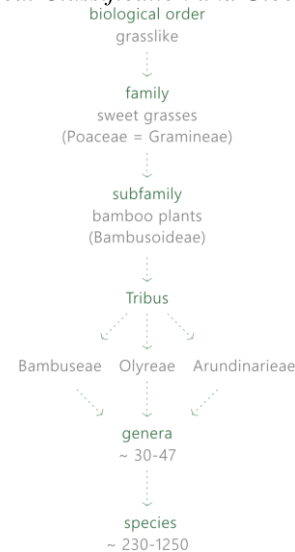 biological order
grasslike
family
sweet grasses
(Poaceae = Gramineae)
subfamily
bamboo plants
(Bambusoideae)
Tribus
Bambuseae Olyreae Arundinarieae
genera
~ 30-47
species
~ 230-1250